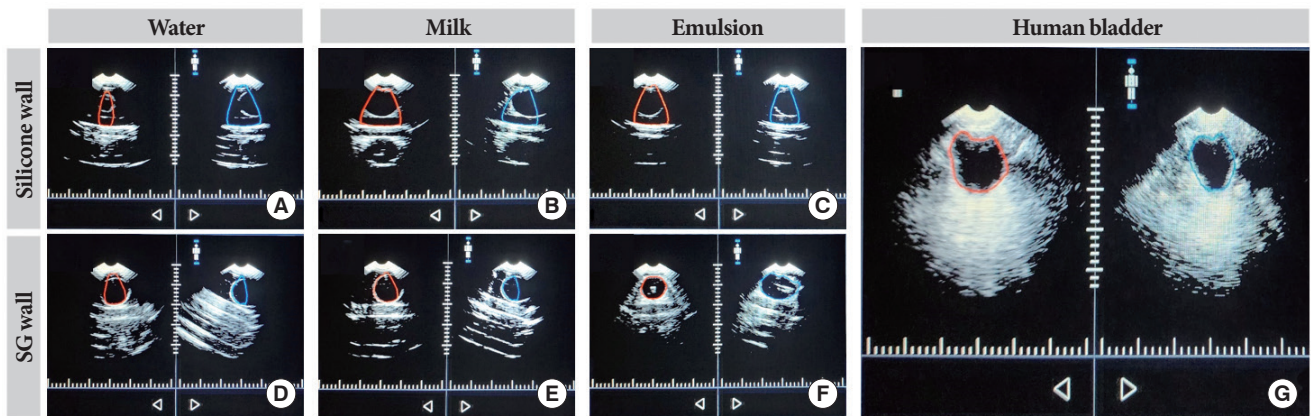 Water Milk Emulsion Human bladder
Silicone wall
A B C
SG wall
D E F G